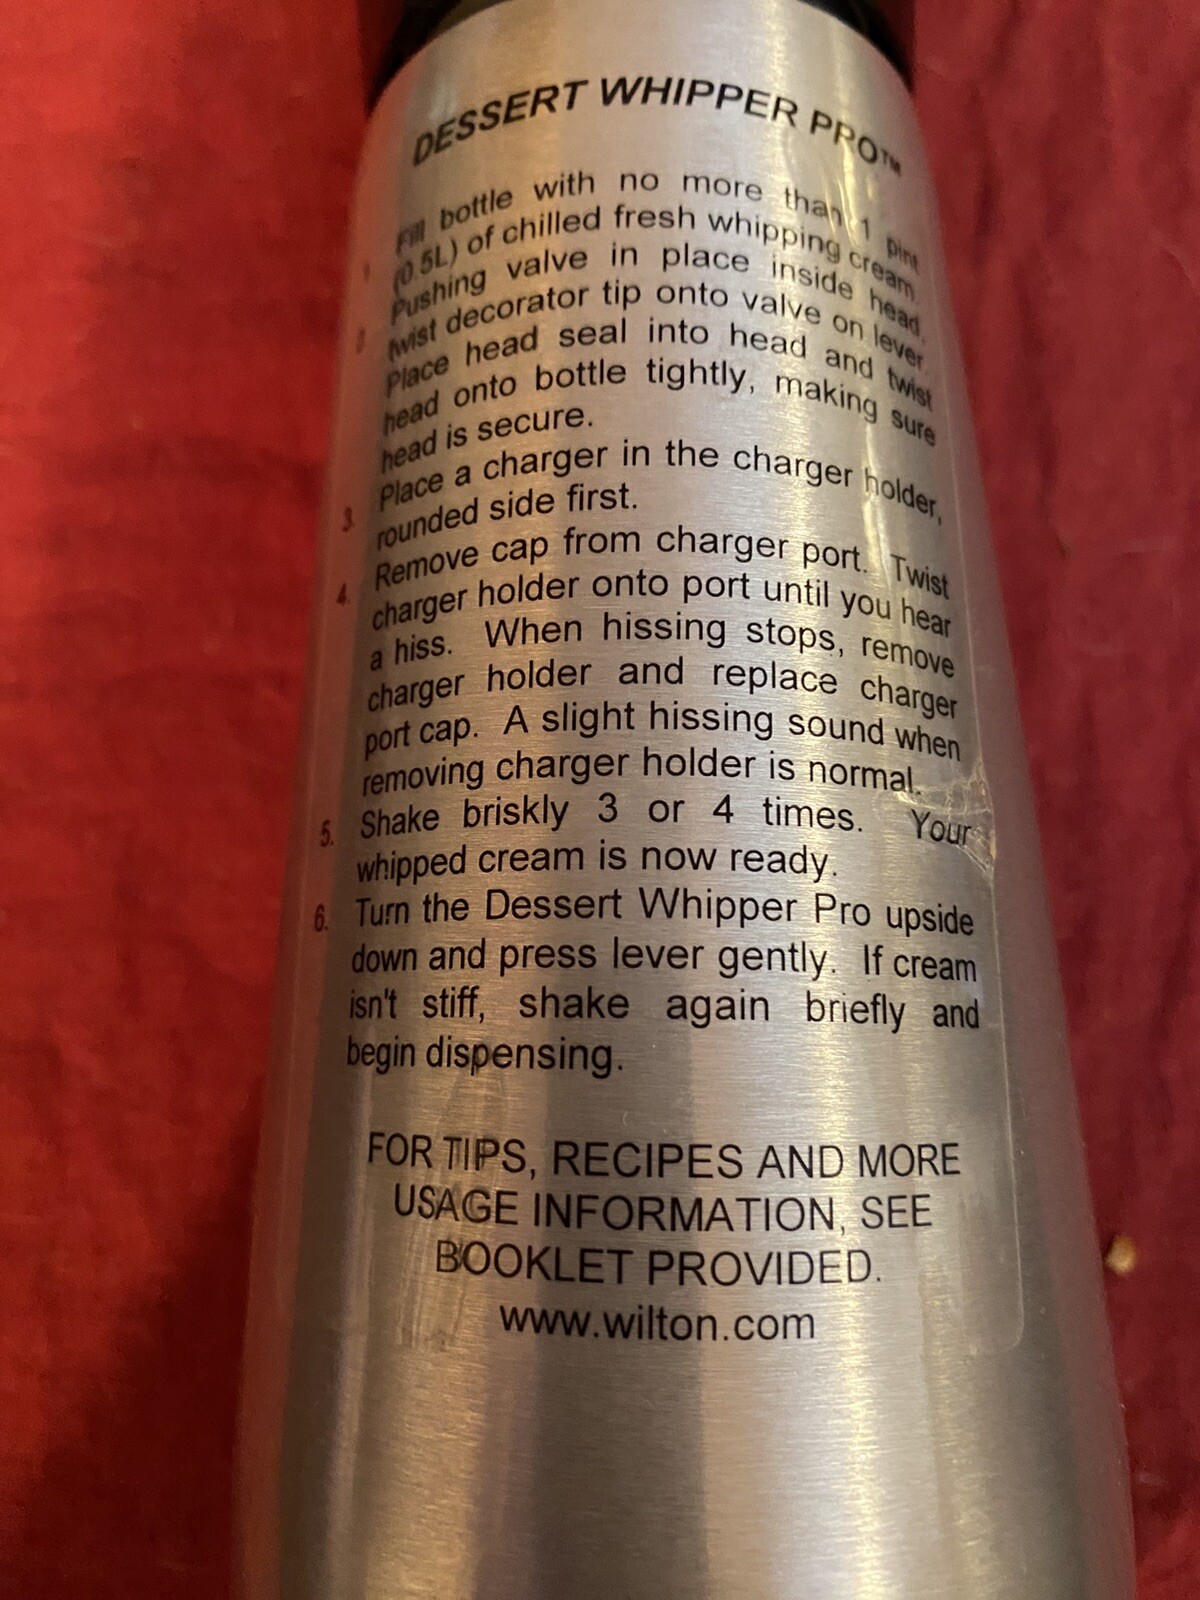 DESSERT WHIPPER PRO™
1. Fill bottle with no more than 1 pint
(0.5L) of chilled fresh whipping cream.
2. Pushing valve in place inside head,
twist decorator tip onto valve on lever.
Place head seal into head and twist
head onto bottle tightly, making sure
head is secure.
3. Place a charger in the charger holder,
rounded side first.
4. Remove cap from charger port. Twist
charger holder onto port until you hear
a hiss. When hissing stops, remove
charger holder and replace charger
port cap. A slight hissing sound when
removing charger holder is normal.
5. Shake briskly 3 or 4 times. Your
whipped cream is now ready.
6. Turn the Dessert Whipper Pro upside
down and press lever gently. If cream
isn't stiff, shake again briefly and
begin dispensing.
FOR TIPS, RECIPES AND MORE
USAGE INFORMATION, SEE
BOOKLET PROVIDED.
www.wilton.com